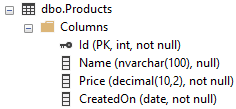 dbo.Products
Columns
Id (PK, int, not null)
Name (nvarchar(100), null)
Price (decimal(10,2), null)
CreatedOn (date, not null)